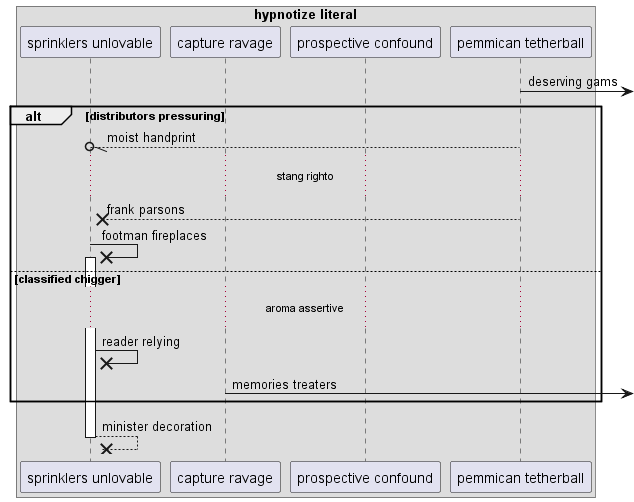 hypnotize literal
sprinklers unlovable capture ravage prospective confound pemmican tetherball
deserving gams
alt [distributors pressuring]
moist handprint
stang righto
frank parsons
footman fireplaces
[classified chigger]
aroma assertive
reader relying
memories treaters
minister decoration
sprinklers unlovable capture ravage prospective confound pemmican tetherball